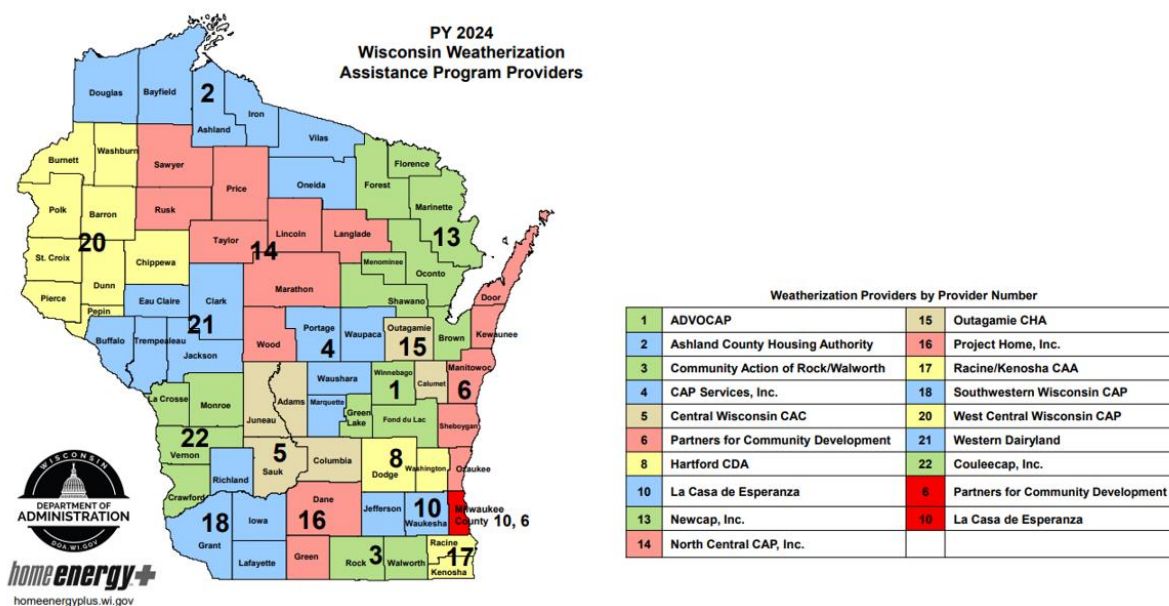 PY 2024
Wisconsin Weatherization
Assistance Program Providers
Douglas
Bayfield
2
Ashland
Iron
Vilas
Burnett
Washburn
Sawyer
Price
Oneida
Forest
Florence
Marinette
13
Polk
Barron
20
Rusk
Taylor
14
Lincoln
Langlade
Menominee
Oconto
St. Croix
Dunn
Chippewa
Marathon
Shawano
Door
Pierce
Pepin
Eau Claire
Clark
21
Buffalo
Trempealeau
Jackson
Wood
Portage
4
Waupaca
Outagamie
15
Brown
Kewaunee
Waushara
Winnebago
1
Calumet
Manitowoc
6
La Crosse
Monroe
Juneau
Adams
Marquette
Green
Lake
Fond du Lac
Sheboygan
22
Vernon
5
Sauk
Columbia
8
Dodge
Washington
Ozaukee
Richland
Crawford
18
Grant
Iowa
Dane
16
Jefferson
10
Waukesha
Milwaukee
County 10, 6
Lafayette
Green
Rock
3
Walworth
Racine
17
Kenosha
WISCONSIN
DEPARTMENT OF
ADMINISTRATION
DOA.WI.GOV
homeenergy+
homeenergyplus.wi.gov
Weatherization Providers by Provider Number
1 ADVOCAP 15 Outagamie CHA
2 Ashland County Housing Authority 16 Project Home, Inc.
3 Community Action of Rock/Walworth 17 Racine/Kenosha CAA
4 CAP Services, Inc. 18 Southwestern Wisconsin CAP
5 Central Wisconsin CAC 20 West Central Wisconsin CAP
6 Partners for Community Development 21 Western Dairyland
8 Hartford CDA 22 Couleecap, Inc.
10 La Casa de Esperanza 6 Partners for Community Development
13 Newcap, Inc. 10 La Casa de Esperanza
14 North Central CAP, Inc.